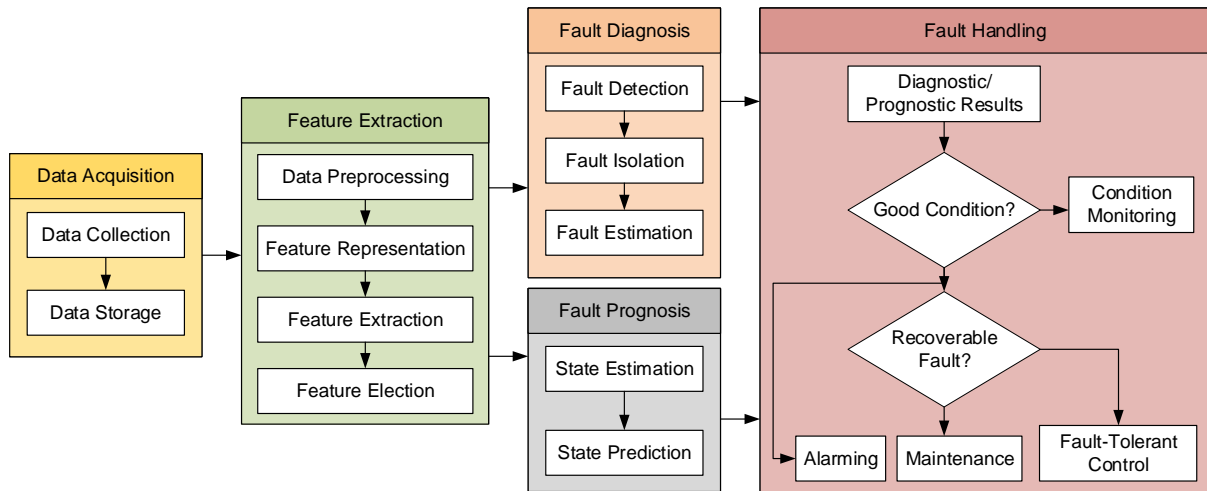 Data Acquisition
Data Collection
Data Storage
Feature Extraction
Data Preprocessing
Feature Representation
Feature Extraction
Feature Election
Fault Diagnosis
Fault Detection
Fault Isolation
Fault Estimation
Fault Prognosis
State Estimation
State Prediction
Fault Handling
Diagnostic/
Prognostic Results
Good Condition?
Condition
Monitoring
Recoverable
Fault?
Alarming
Maintenance
Fault-Tolerant
Control